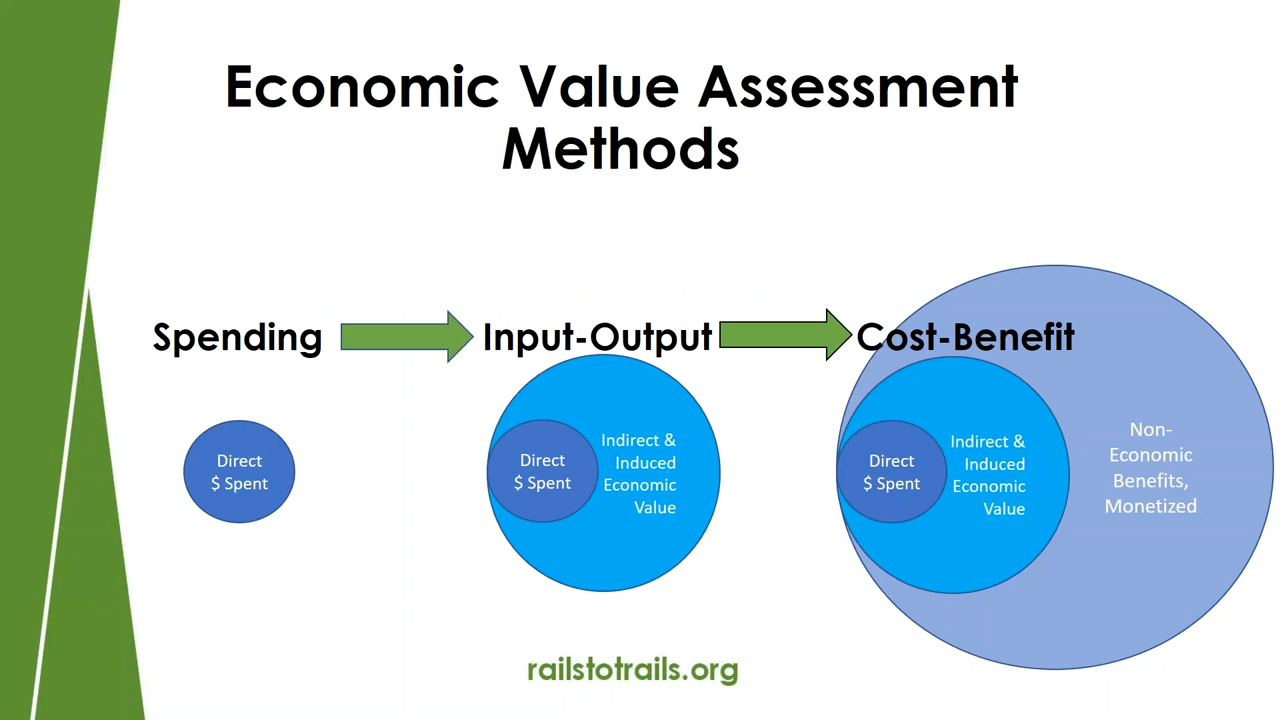 Economic Value Assessment
Methods
Spending
Input-Output
Cost-Benefit
Direct
$ Spent
Direct
$ Spent
Indirect &
Induced
Economic
Value
Direct
$ Spent
Indirect &
Induced
Economic
Value
Non-
Economic
Benefits,
Monetized
railstotrails.org